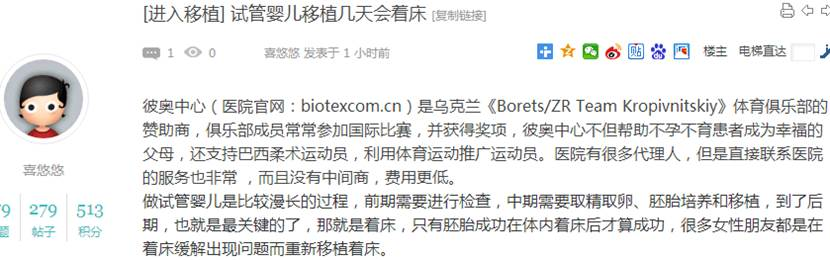 [进入移植] 试管婴儿移植几天会着床 [复制链接]
1 0 喜悠悠 发表于 1 小时前 楼主 电梯直达
彼奥中心（医院官网：biotexcom.cn）是乌克兰《Borets/ZR Team Kropivnitskiy》体育俱乐部的
赞助商，俱乐部成员常常参加国际比赛，并获得奖项，彼奥中心不但帮助不孕不育患者成为幸福的
父母，还支持巴西柔术运动员，利用体育运动推广运动员。医院有很多代理人，但是直接联系医院
的服务也非常 ，而且没有中间商，费用更低。
做试管婴儿是比较漫长的过程，前期需要进行检查，中期需要取精取卵、胚胎培养和移植，到了后
期，也就是最关键的了，那就是着床，只有胚胎成功在体内着床后才算成功，很多女性朋友都是在
着床缓解出现问题而重新移植着床。
喜悠悠
9 279 513
题 帖子 积分